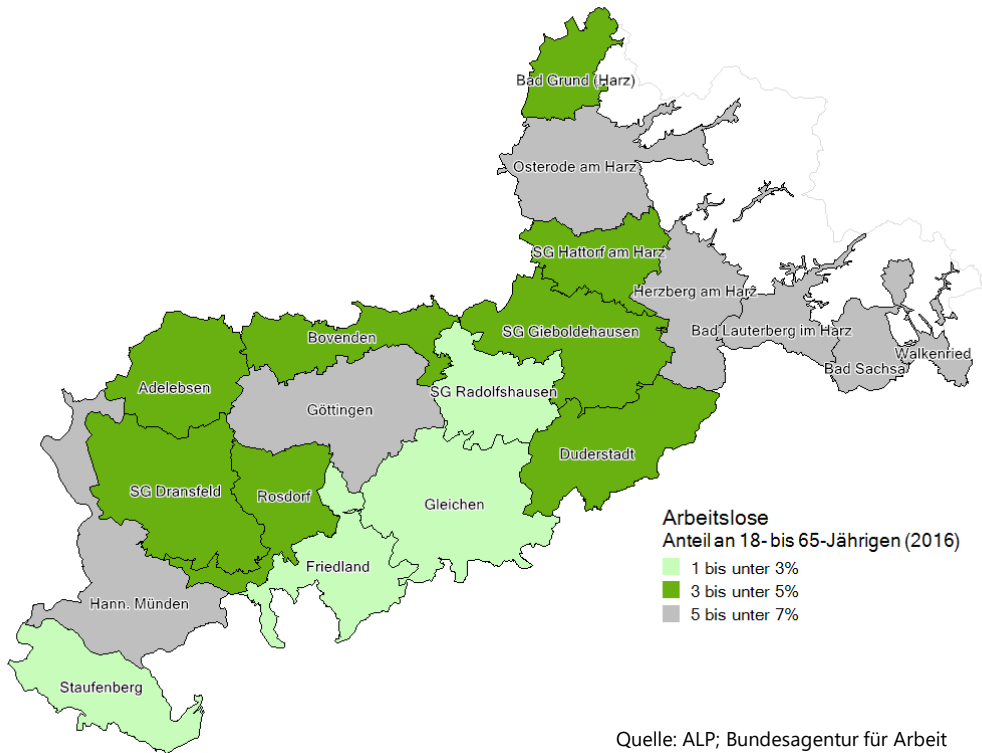 Bad Grund (Harz)
Osterode am Harz
SG Hattorf am Harz
Herzberg am Harz
SG Gieboldehausen
Bad Lauterberg im Harz
Bovenden
Walkenried
Bad Sachsa
Adelebsen
SG Radolfshausen
Göttingen
Duderstadt
SG Dransfeld
Rosdorf
Gleichen
Friedland
Hann. Münden
Staufenberg
Arbeitslose
Anteil an 18- bis 65-Jährigen (2016)
1 bis unter 3%
3 bis unter 5%
5 bis unter 7%
Quelle: ALP; Bundesagentur für Arbeit